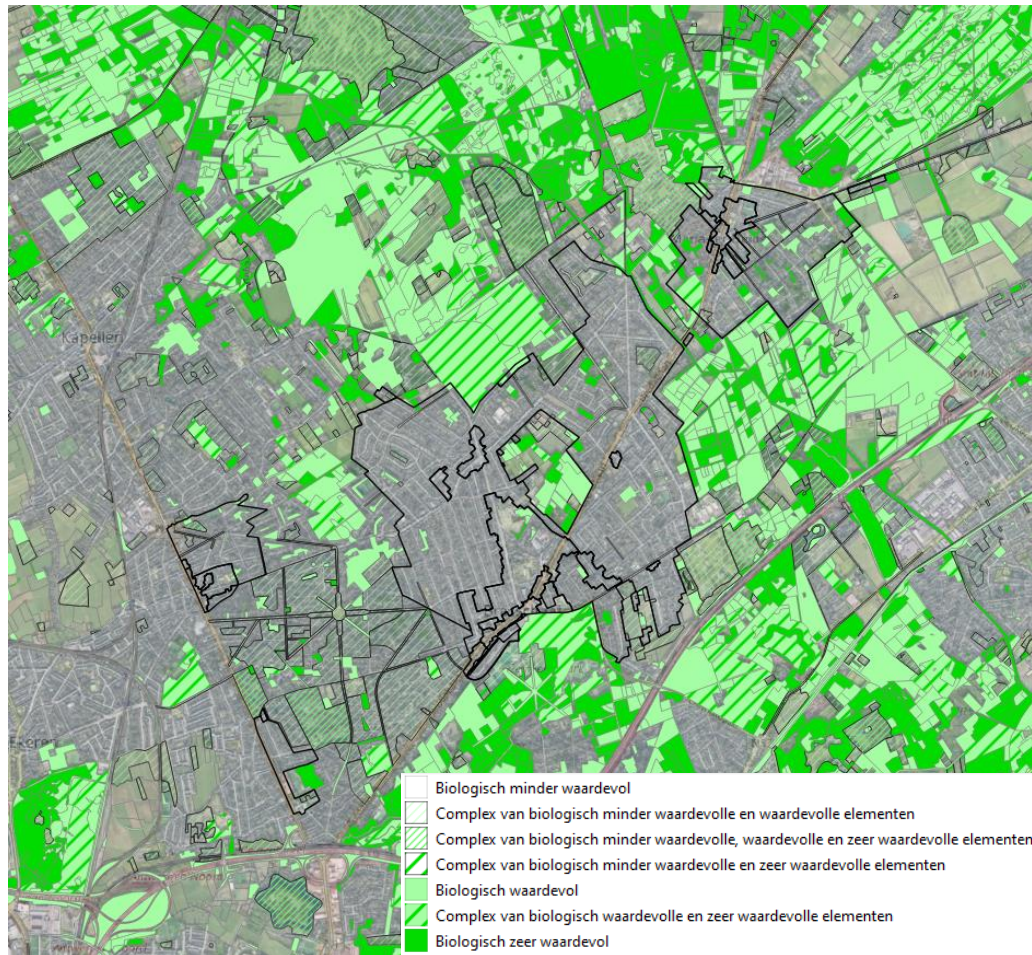 Kapellen
Ekeren
Biologisch minder waardevol
Complex van biologisch minder waardevolle en waardevolle elementen
Complex van biologisch minder waardevolle, waardevolle en zeer waardevolle elementen
Complex van biologisch minder waardevolle en zeer waardevolle elementen
Biologisch waardevol
Complex van biologisch waardevolle en zeer waardevolle elementen
Biologisch zeer waardevol